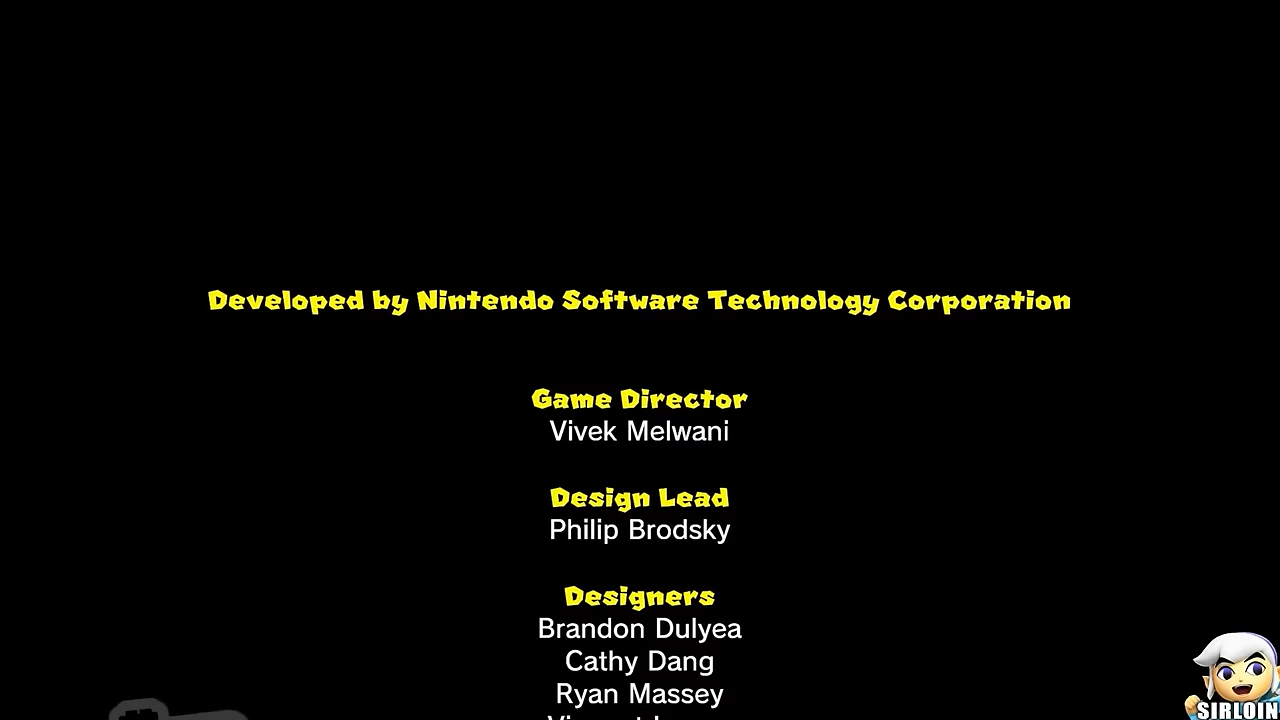 Developed by Nintendo Software Technology Corporation
Game Director
Vivek Melwani
Design Lead
Philip Brodsky
Designers
Brandon Dulyea
Cathy Dang
Ryan Massey
SIRLOIN